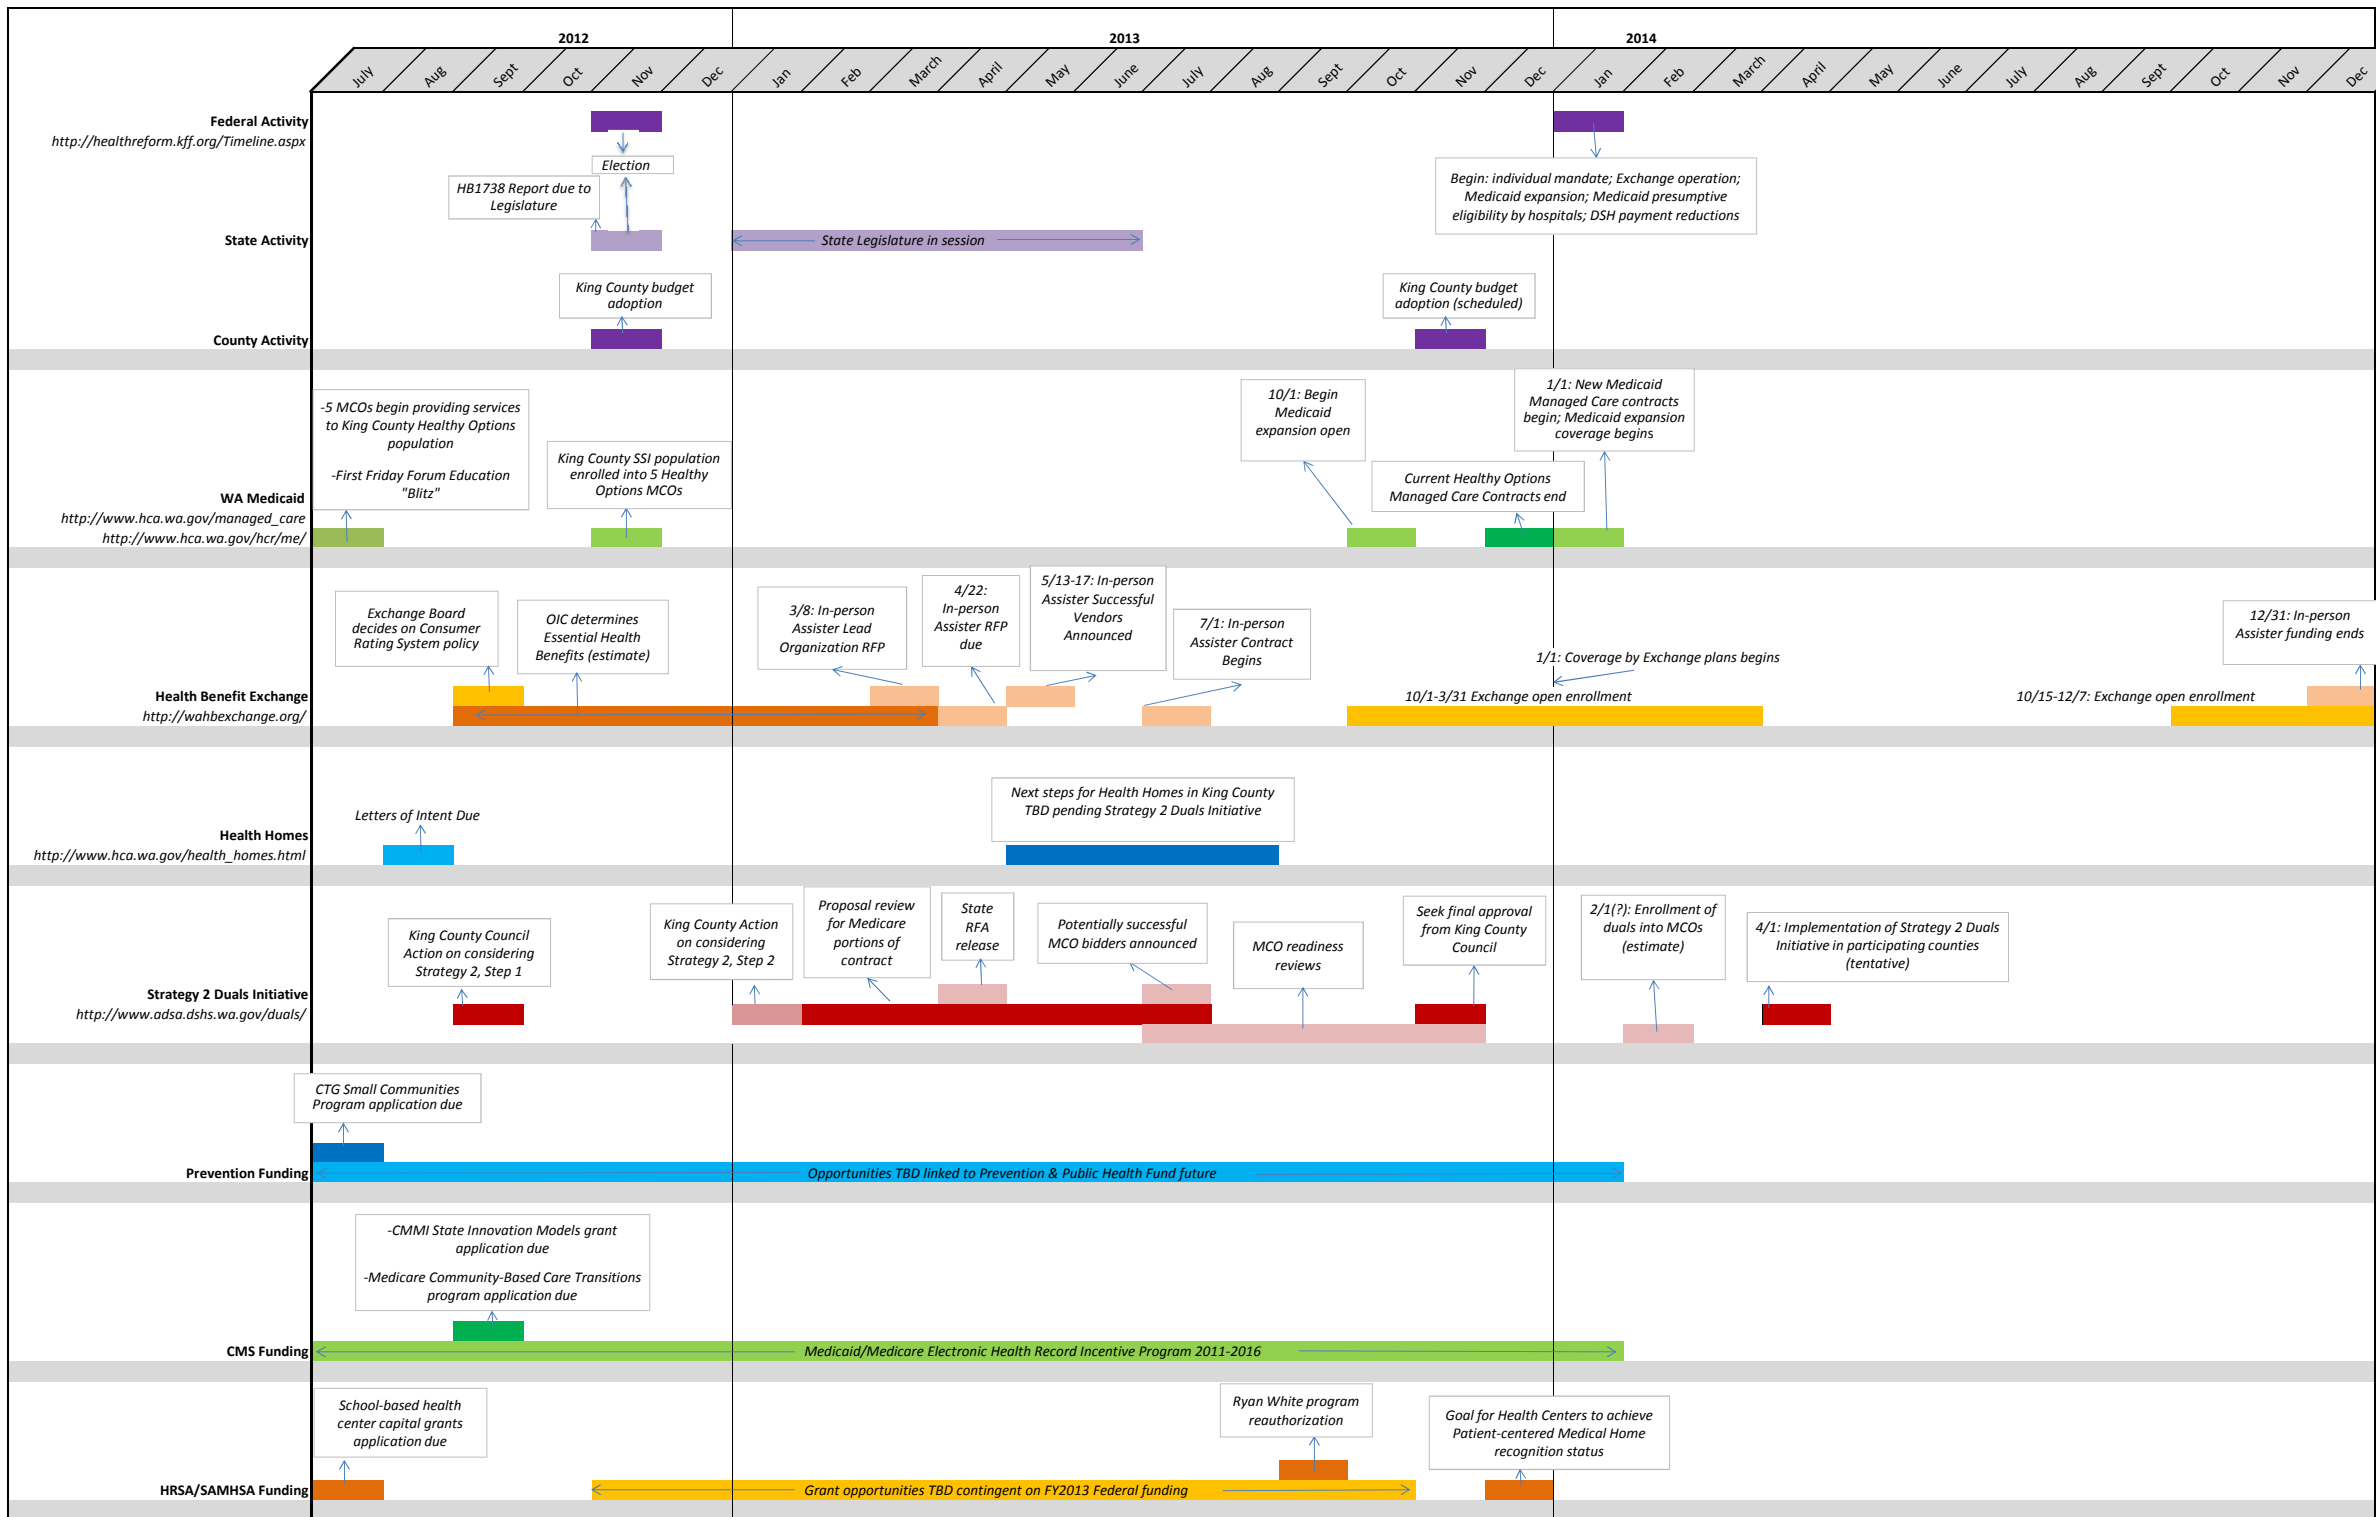 2012
2013
2014
July
Aug
Sept
Oct
Nov
Dec
Jan
Feb
March
April
May
June
July
Aug
Sept
Oct
Nov
Dec
Jan
Feb
March
April
May
June
July
Aug
Sept
Oct
Nov
Dec
Federal Activity
http://healthreform.kff.org/Timeline.aspx
Election
Begin: individual mandate; Exchange operation;
Medicaid expansion; Medicaid presumptive
eligibility by hospitals; DSH payment reductions
HB1738 Report due to
Legislature
State Activity
State Legislature in session
King County budget
adoption
King County budget
adoption (scheduled)
County Activity
-5 MCOs begin providing services
to King County Healthy Options
population
-First Friday Forum Education
"Blitz"
King County SSI population
enrolled into 5 Healthy
Options MCOs
10/1: Begin
Medicaid
expansion open
Current Healthy Options
Managed Care Contracts end
1/1: New Medicaid
Managed Care contracts
begin; Medicaid expansion
coverage begins
WA Medicaid
http://www.hca.wa.gov/managed_care
http://www.hca.wa.gov/hcr/me/
Exchange Board
decides on Consumer
Rating System policy
OIC determines
Essential Health
Benefits (estimate)
3/8: In-person
Assister Lead
Organization RFP
4/22:
In-person
Assister RFP
due
5/13-17: In-person
Assister Successful
Vendors
Announced
7/1: In-person
Assister Contract
Begins
1/1: Coverage by Exchange plans begins
12/31: In-person
Assister funding ends
Health Benefit Exchange
http://wahbexchange.org/
10/1-3/31 Exchange open enrollment
10/15-12/7: Exchange open enrollment
Letters of Intent Due
Next steps for Health Homes in King County
TBD pending Strategy 2 Duals Initiative
Health Homes
http://www.hca.wa.gov/health_homes.html
King County Council
Action on considering
Strategy 2, Step 1
King County Action
on considering
Strategy 2, Step 2
Proposal review
for Medicare
portions of
contract
State
RFA
release
Potentially successful
MCO bidders announced
MCO readiness
reviews
Seek final approval
from King County
Council
2/1(?): Enrollment of
duals into MCOs
(estimate)
4/1: Implementation of Strategy 2 Duals
Initiative in participating counties
(tentative)
Strategy 2 Duals Initiative
http://www.adsa.dshs.wa.gov/duals/
CTG Small Communities
Program application due
Prevention Funding
Opportunities TBD linked to Prevention & Public Health Fund future
-CMMI State Innovation Models grant
application due
-Medicare Community-Based Care Transitions
program application due
CMS Funding
Medicaid/Medicare Electronic Health Record Incentive Program 2011-2016
School-based health
center capital grants
application due
Ryan White program
reauthorization
Goal for Health Centers to achieve
Patient-centered Medical Home
recognition status
HRSA/SAMHSA Funding
Grant opportunities TBD contingent on FY2013 Federal funding